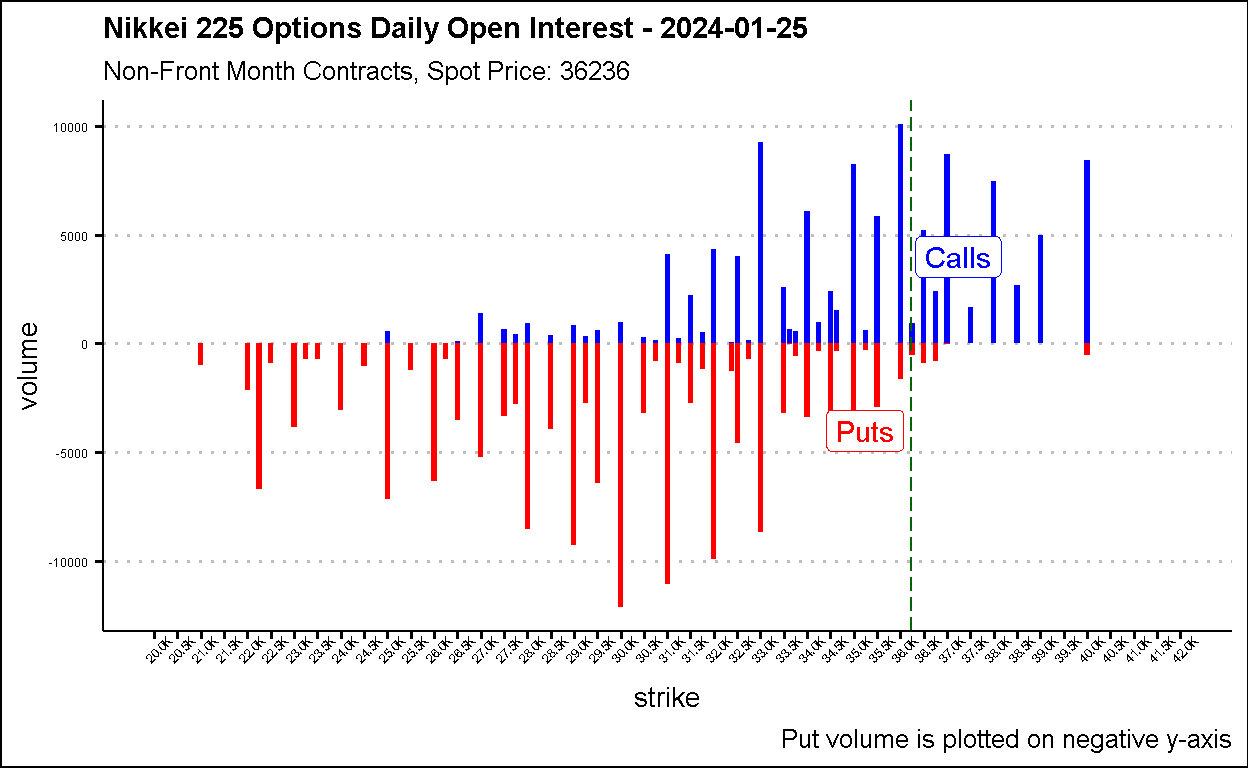 Nikkei 225 Options Daily Open Interest - 2024-01-25
Non-Front Month Contracts, Spot Price: 36236
10000
5000
0
-5000
-10000
volume
Calls
Puts
20.0K
20.5K
21.0K
21.5K
22.0K
22.5K
23.0K
23.5K
24.0K
24.5K
25.0K
25.5K
26.0K
26.5K
27.0K
27.5K
28.0K
28.5K
29.0K
29.5K
30.0K
30.5K
31.0K
31.5K
32.0K
32.5K
33.0K
33.5K
34.0K
34.5K
35.0K
35.5K
36.0K
36.5K
37.0K
37.5K
38.0K
38.5K
39.0K
39.5K
40.0K
40.5K
41.0K
41.5K
42.0K
strike
Put volume is plotted on negative y-axis